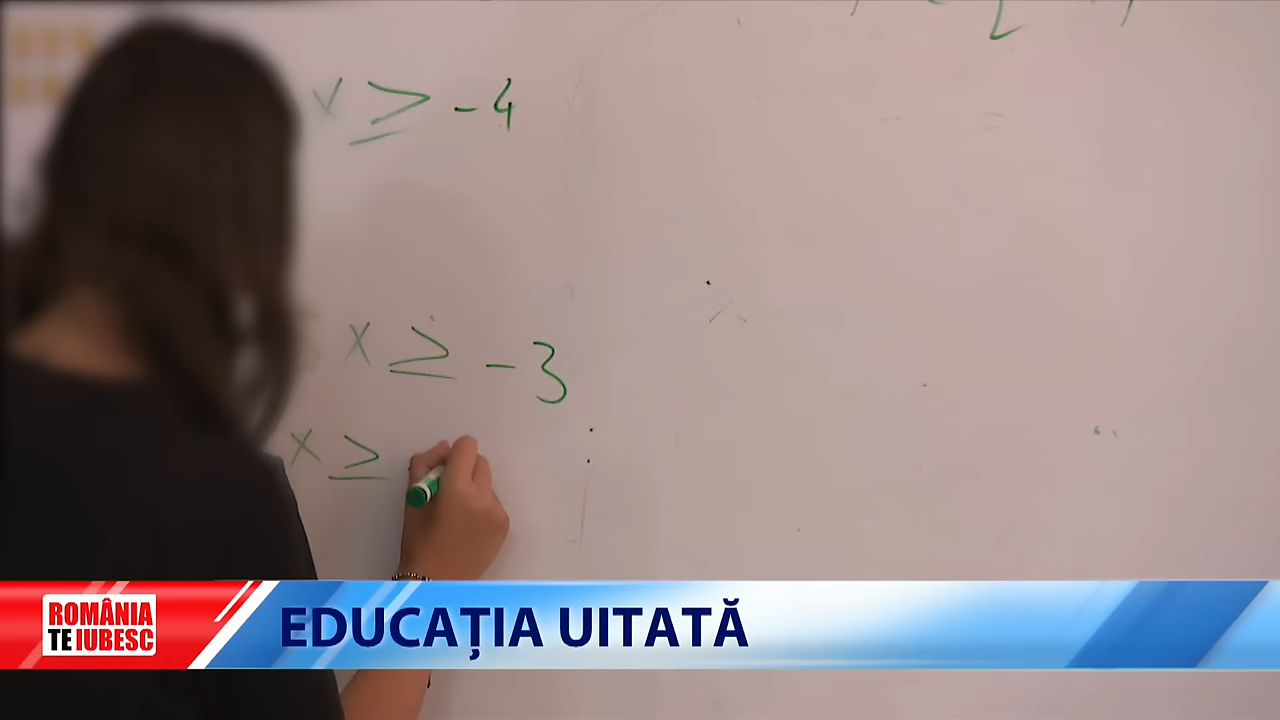 x ≥ -4
x ≥ -3
x ≥
ROMÂNIA
TE IUBESC
EDUCAȚIA UITATĂ